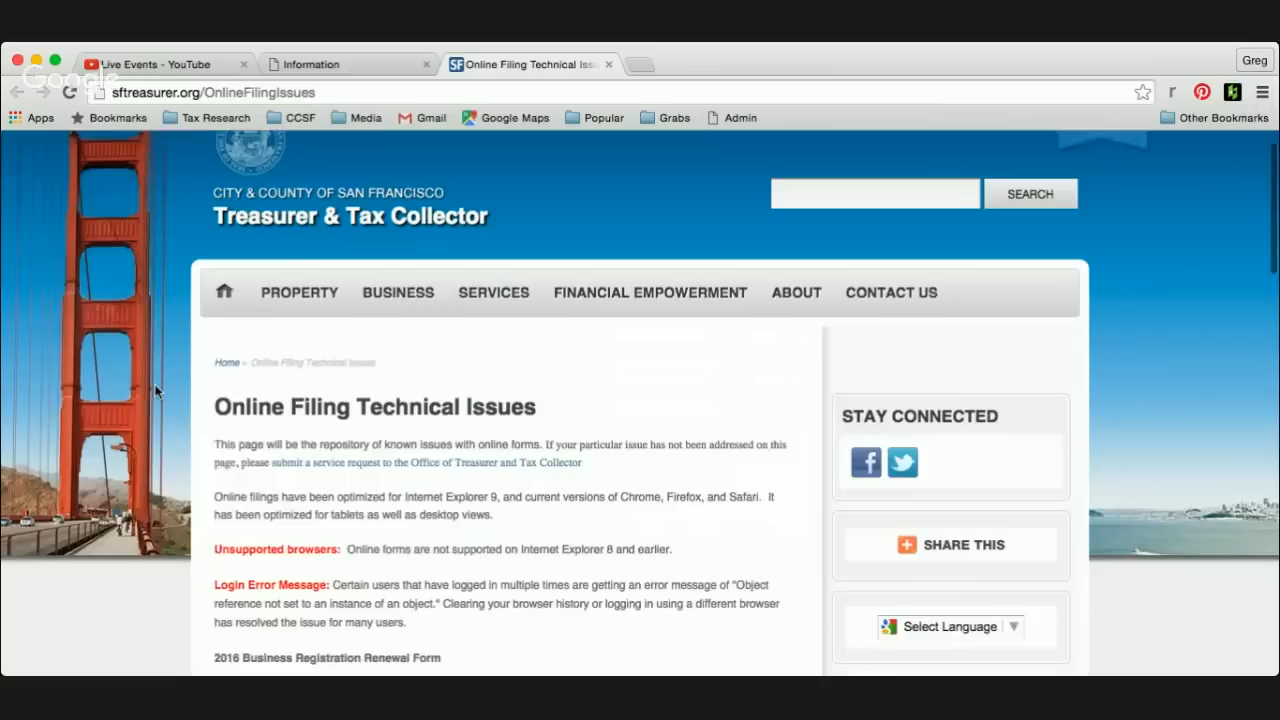 Live Events - YouTube
Information
Online Filing Technical Iss
Greg
Google
sftreasurer.org/OnlineFilingIssues
Apps
Bookmarks
Tax Research
CCSF
Media
Gmail
Google Maps
Popular
Grabs
Admin
Other Bookmarks
CITY & COUNTY OF SAN FRANCISCO
Treasurer & Tax Collector
SEARCH
PROPERTY
BUSINESS
SERVICES
FINANCIAL EMPOWERMENT
ABOUT
CONTACT US
Home » Online Filing Technical Issues
Online Filing Technical Issues
This page will be the repository of known issues with online forms. If your particular issue has not been addressed on this
page, please submit a service request to the Office of Treasurer and Tax Collector
Online filings have been optimized for Internet Explorer 9, and current versions of Chrome, Firefox, and Safari. It
has been optimized for tablets as well as desktop views.
Unsupported browsers: Online forms are not supported on Internet Explorer 8 and earlier.
Login Error Message: Certain users that have logged in multiple times are getting an error message of "Object
reference not set to an instance of an object." Clearing your browser history or logging in using a different browser
has resolved the issue for many users.
2016 Business Registration Renewal Form
STAY CONNECTED
SHARE THIS
Select Language